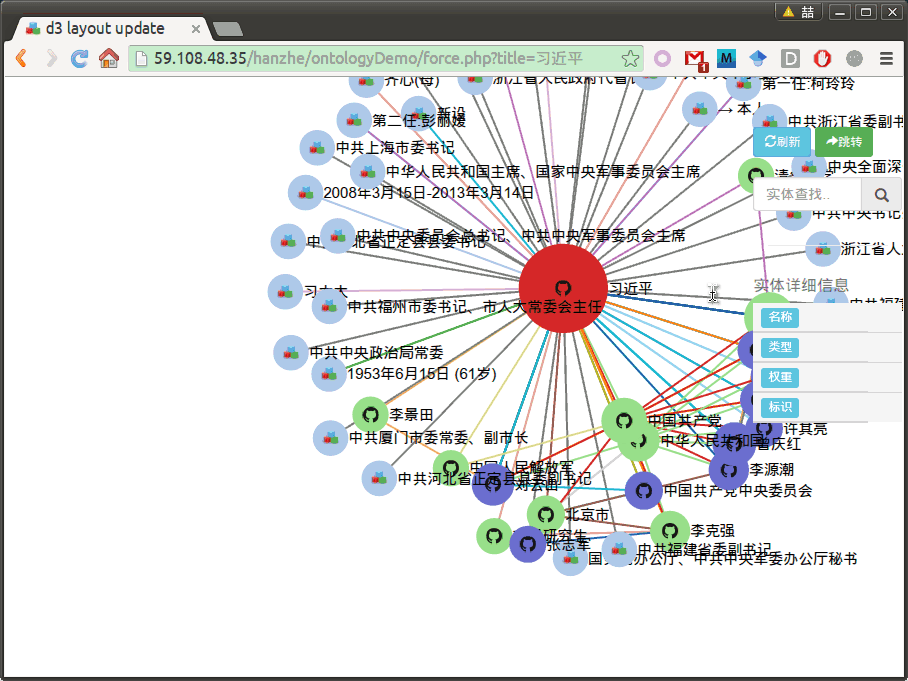 喆
d3 layout update
59.108.48.35/hanzhe/ontologyDemo/force.php?title=习近平
M
D
1
齐心(母)
浙江省人民政府代省
第一任:柯玲玲
新设
第一任:彭丽媛
→ 本人
中共浙江省委副书
刷新
跳转
中共上海市委书记
中央全面深
中华人民共和国主席、国家中央军事委员会主席
2008年3月15日-2013年3月14日
实体查找..
中共中央书记
中共中央委员会总书记、中共中央军事委员会主席
北省正定县县委书记
浙江省人
习近平
实体详细信息
中共福建
中共福州市委书记、市人大常委会主任
名称
中共中央政治局常委
类型
1953年6月15日 (61岁)
权重
李景田
标识
中国共产党
许其亮
中共厦门市委常委、副市长
中华人民共和国
曾庆红
中国人民解放军
李源潮
中共河北省正定县县委副书记
刘云山
中国共产党中央委员会
北京市
李克强
研究生
张志军
中共福建省委副书记
国务院办公厅、中共中央军委办公厅秘书